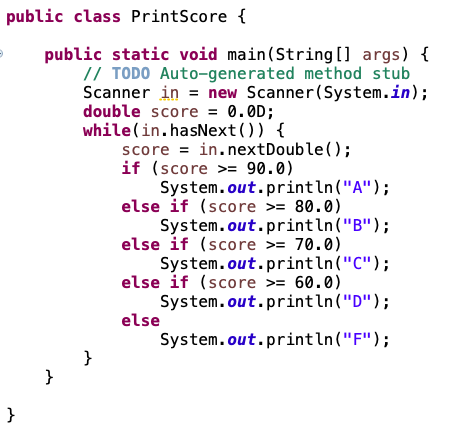 public class PrintScore {
public static void main(String[] args) {
// TODO Auto-generated method stub
Scanner in = new Scanner(System.in);
double score = 0.0D;
while(in.hasNext()) {
score = in.nextDouble();
if (score >= 90.0)
System.out.println("A");
else if (score >= 80.0)
System.out.println("B");
else if (score >= 70.0)
System.out.println("C");
else if (score >= 60.0)
System.out.println("D");
else
System.out.println("F");
}
}
}